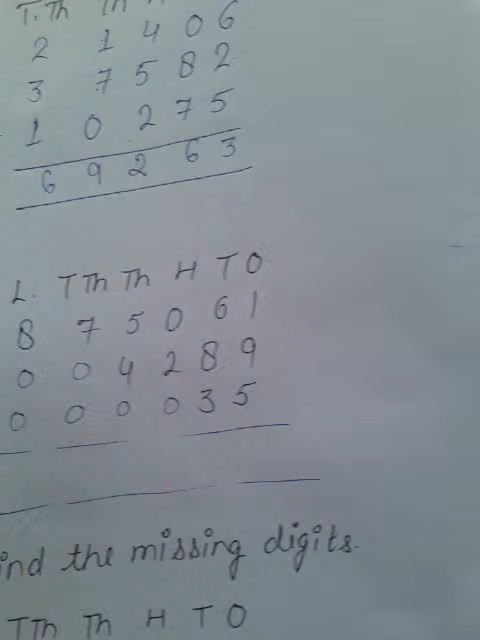 T. Th Th
2 1 4 0 6
3 7 5 8 2
1 0 2 7 5
6 9 2 6 3
L. T Th Th H T O
8 7 5 0 6 1
0 0 4 2 8 9
0 0 0 0 3 5
ind the missing digits.
TTh Th H T O